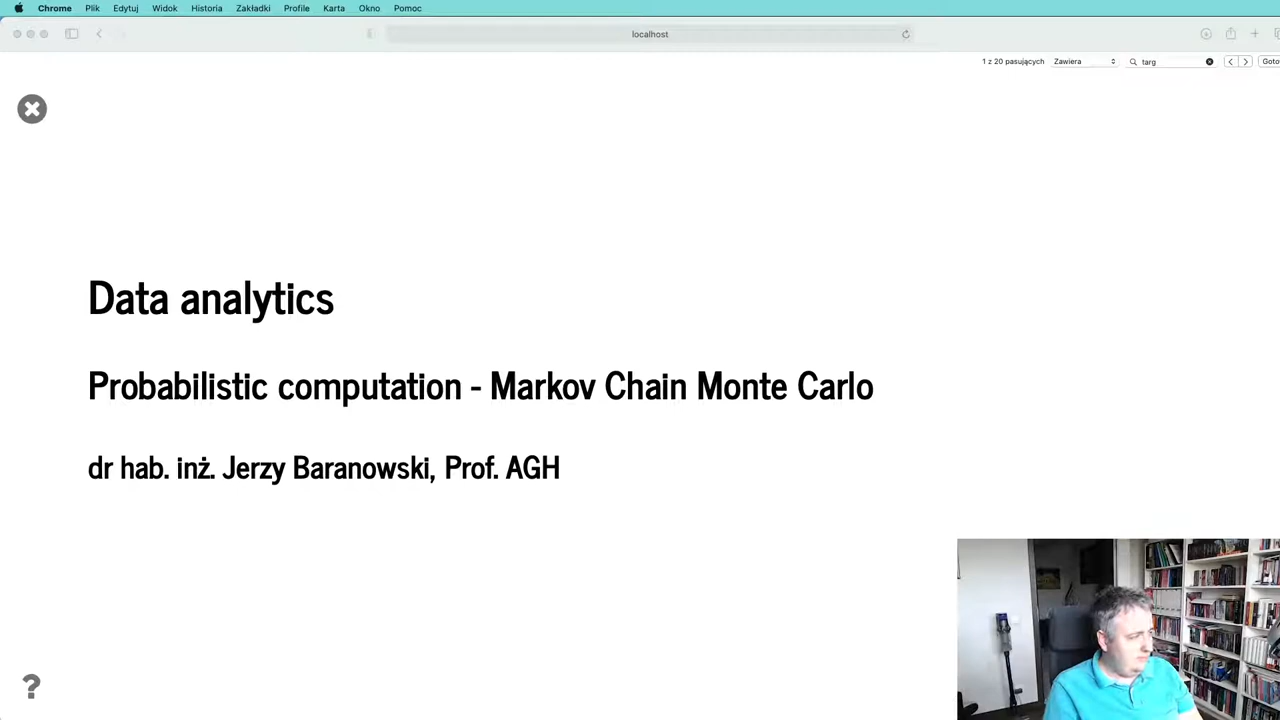 Chrome Plik Edytuj Widok Historia Zakładki Profile Karta Okno Pomoc
localhost
1 z 20 pasujących Zawiera targ
Data analytics
Probabilistic computation - Markov Chain Monte Carlo
dr hab. inż. Jerzy Baranowski, Prof. AGH
?